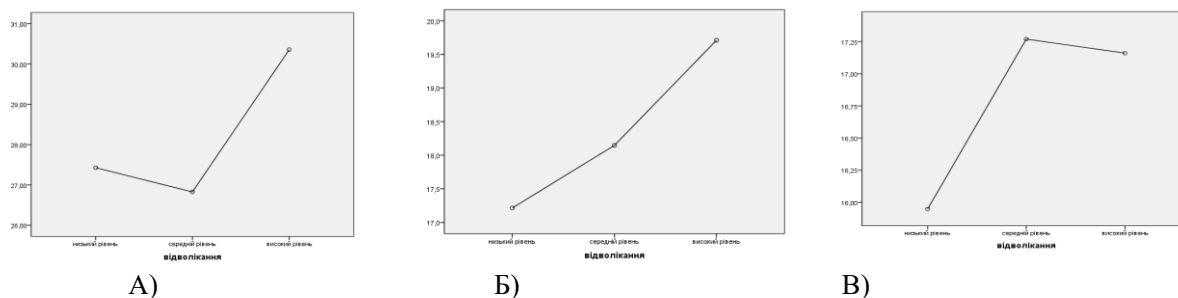 31,00
30,00
29,00
28,00
27,00
26,00
низький рівень середній рівень високий рівень
відволікання
А)
20,0
19,5
19,0
18,5
18,0
17,5
17,0
низький рівень середній рівень високий рівень
відволікання
Б)
17,25
17,00
16,75
16,50
16,25
16,00
низький рівень середній рівень високий рівень
відволікання
В)